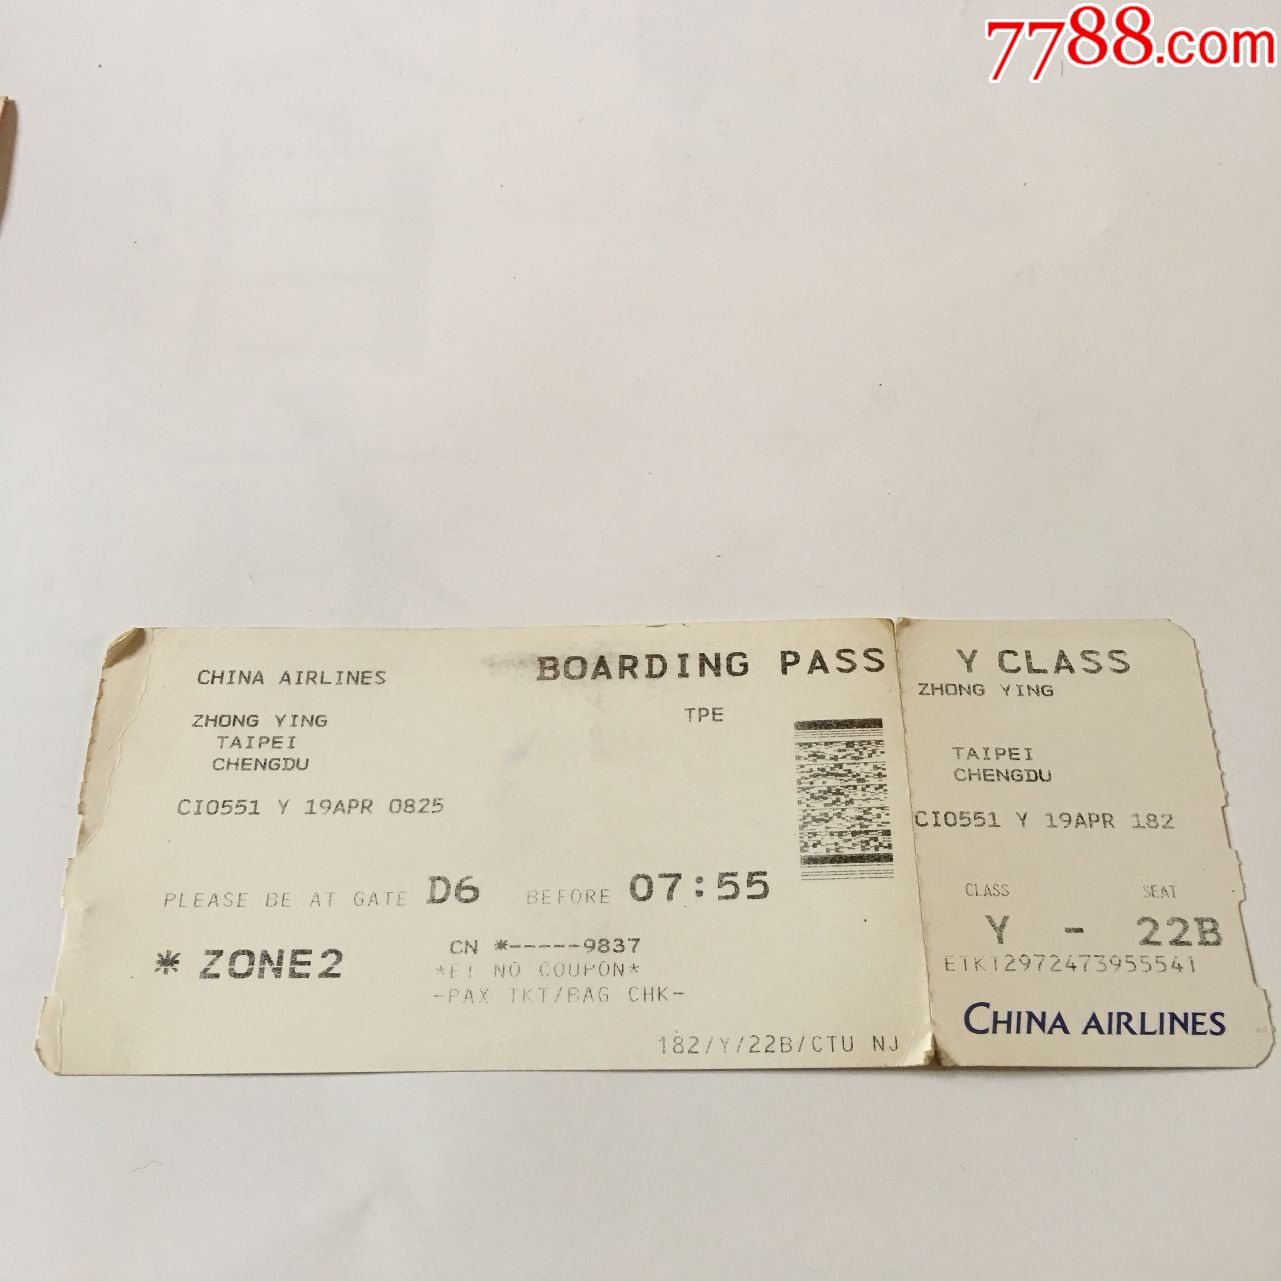 7788.com
CHINA AIRLINES
BOARDING PASS
ZHONG YING
TPE
TAIPEI
CHENGDU
CI0551 Y 19APR 0825
PLEASE BE AT GATE D6 BEFORE 07:55
* ZONE2
CN *-----9837
*ET NO COUPON*
-PAX TKT/BAG CHK-
182/Y/22B/CTU NJ
Y CLASS
ZHONG YING
TAIPEI
CHENGDU
CI0551 Y 19APR 182
CLASS SEAT
Y - 22B
ETKT2972473955541
CHINA AIRLINES